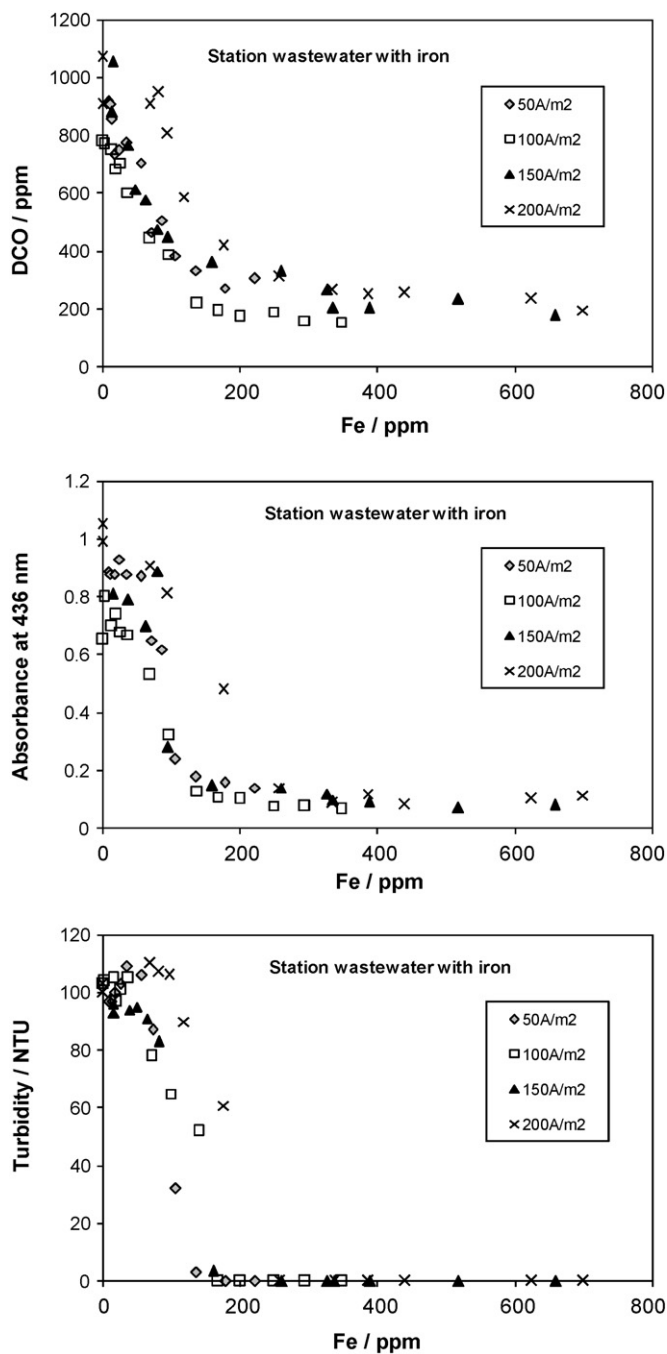 1200
Station wastewater with iron
1000
50A/m2
800
100A/m2
150A/m2
600
200A/m2
DCO / ppm
400
200
0
0 200 400 600 800
Fe / ppm
1.2
Station wastewater with iron
1
50A/m2
0.8
100A/m2
150A/m2
0.6
200A/m2
Absorbance at 436 nm
0.4
0.2
0
0 200 400 600 800
Fe / ppm
120
Station wastewater with iron
100
50A/m2
80
100A/m2
150A/m2
60
200A/m2
Turbidity / NTU
40
20
0
0 200 400 600 800
Fe / ppm